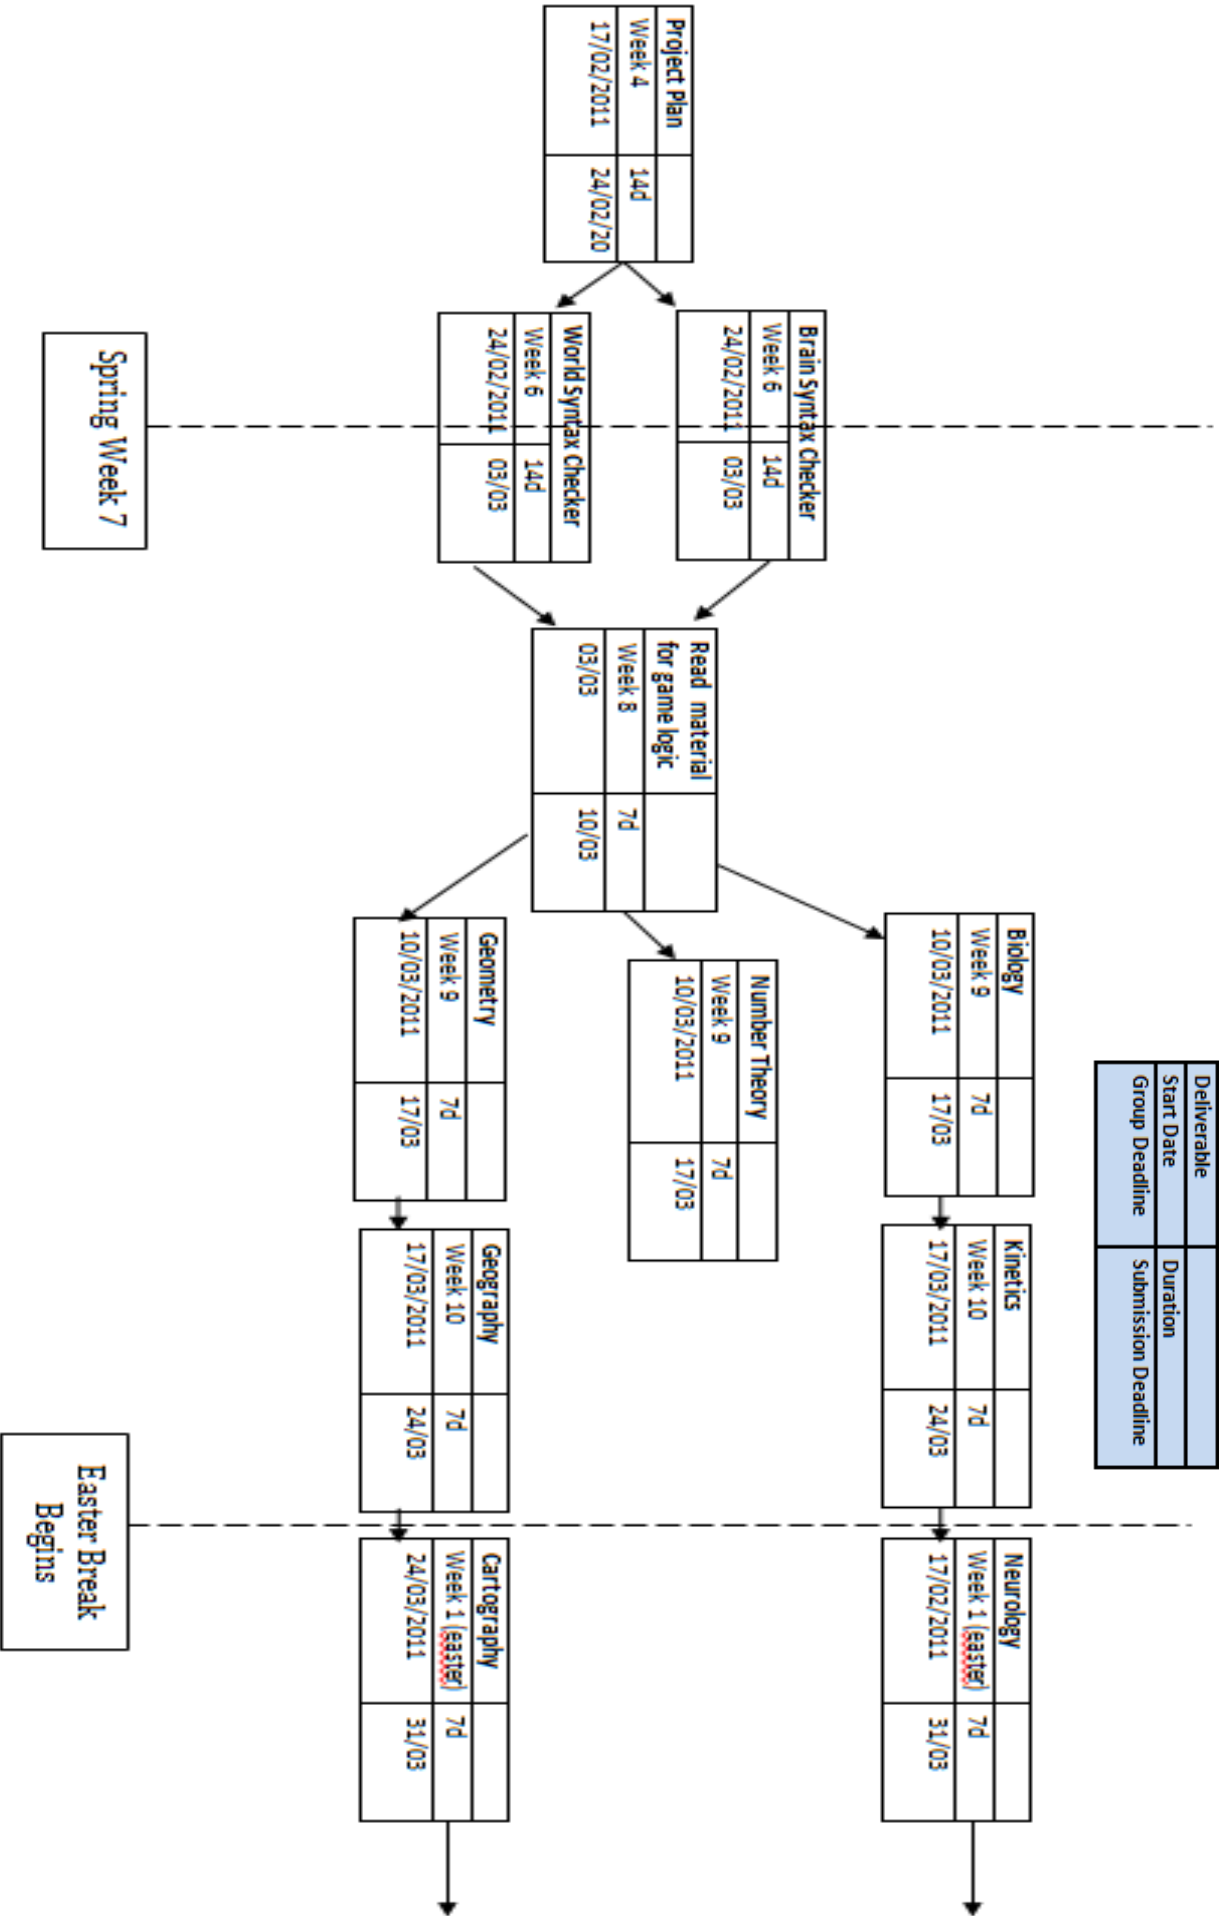 Deliverable
Start Date Duration
Group Deadline Submission Deadline
Project Plan
Week 4 14d
17/02/2011 24/02/20
Brain Syntax Checker
Week 6 14d
24/02/2011 03/03
World Syntax Checker
Week 6 14d
24/02/2011 03/03
Read material
for game logic
Week 8 7d
03/03 10/03
Biology
Week 9 7d
10/03/2011 17/03
Number Theory
Week 9 7d
10/03/2011 17/03
Geometry
Week 9 7d
10/03/2011 17/03
Kinetics
Week 10 7d
17/03/2011 24/03
Geography
Week 10 7d
17/03/2011 24/03
Neurology
Week 1 (easter) 7d
17/02/2011 31/03
Cartography
Week 1 (easter) 7d
24/03/2011 31/03
Spring Week 7
Easter Break
Begins